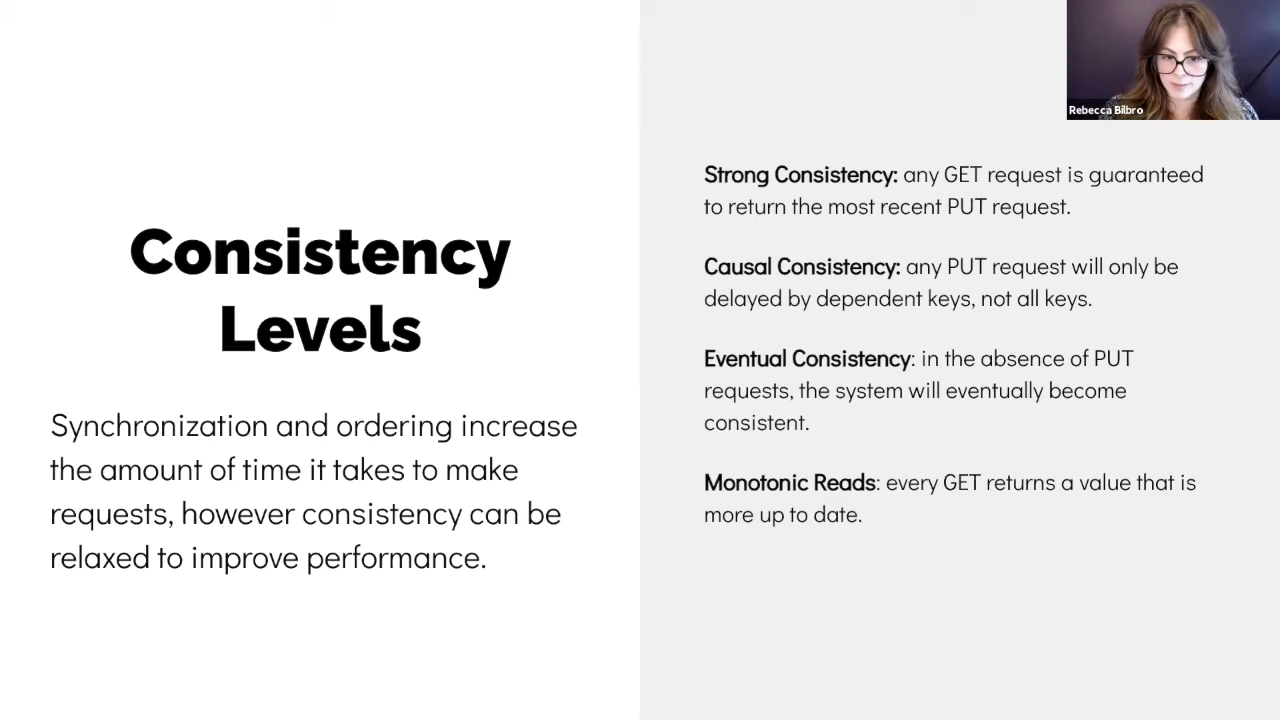 Consistency
Levels
Synchronization and ordering increase
the amount of time it takes to make
requests, however consistency can be
relaxed to improve performance.
Rebecca Bilbro
Strong Consistency: any GET request is guaranteed
to return the most recent PUT request.
Causal Consistency: any PUT request will only be
delayed by dependent keys, not all keys.
Eventual Consistency: in the absence of PUT
requests, the system will eventually become
consistent.
Monotonic Reads: every GET returns a value that is
more up to date.